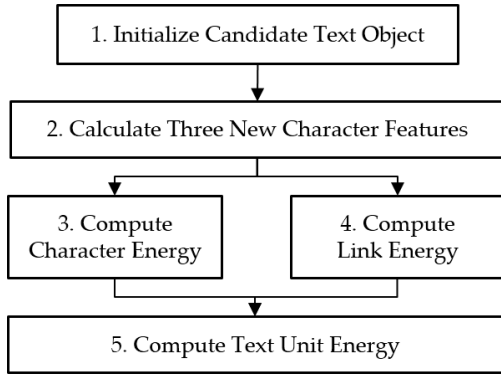 1. Initialize Candidate Text Object
2. Calculate Three New Character Features
3. Compute
Character Energy
4. Compute
Link Energy
5. Compute Text Unit Energy